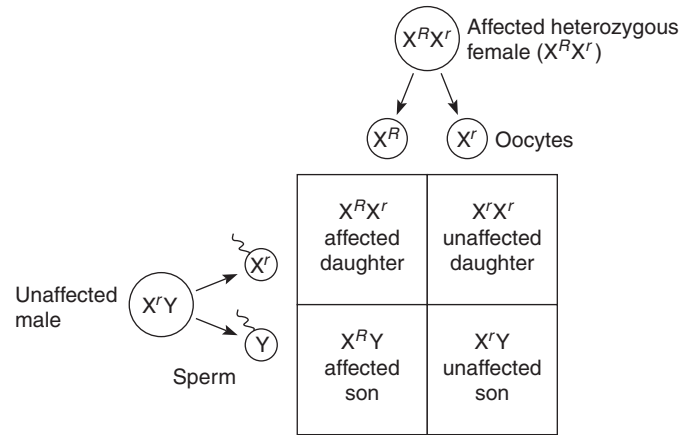 X^R X^r
Affected heterozygous
female (X^R X^r)
X^R
X^r
Oocytes
X^R X^r
affected
daughter
X^r X^r
unaffected
daughter
Unaffected
male
X^r Y
X^r
Y
Sperm
X^R Y
affected
son
X^r Y
unaffected
son